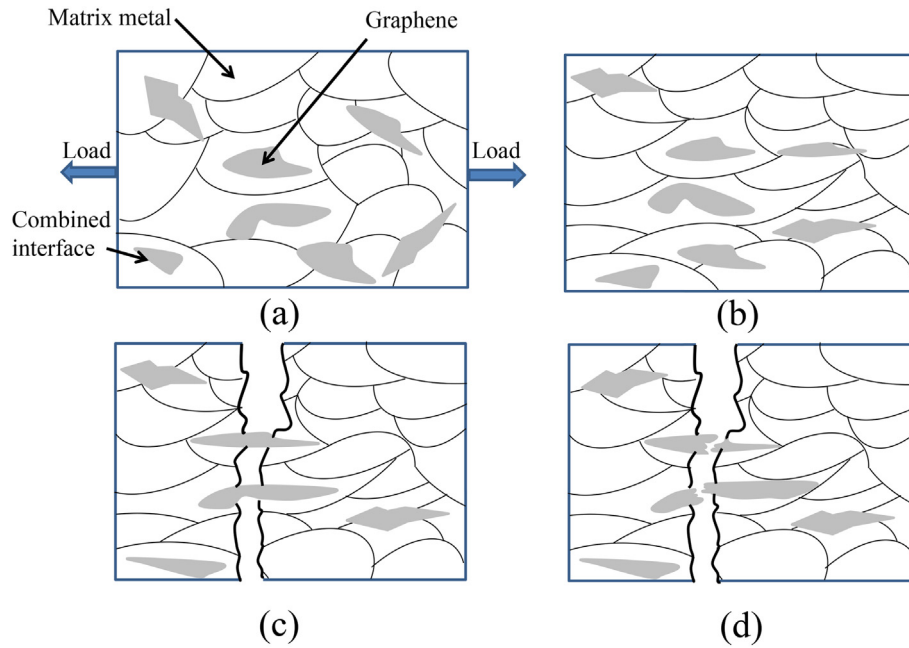 Matrix metal
Graphene
Load
Load
Combined
interface
(a)
(b)
(c)
(d)